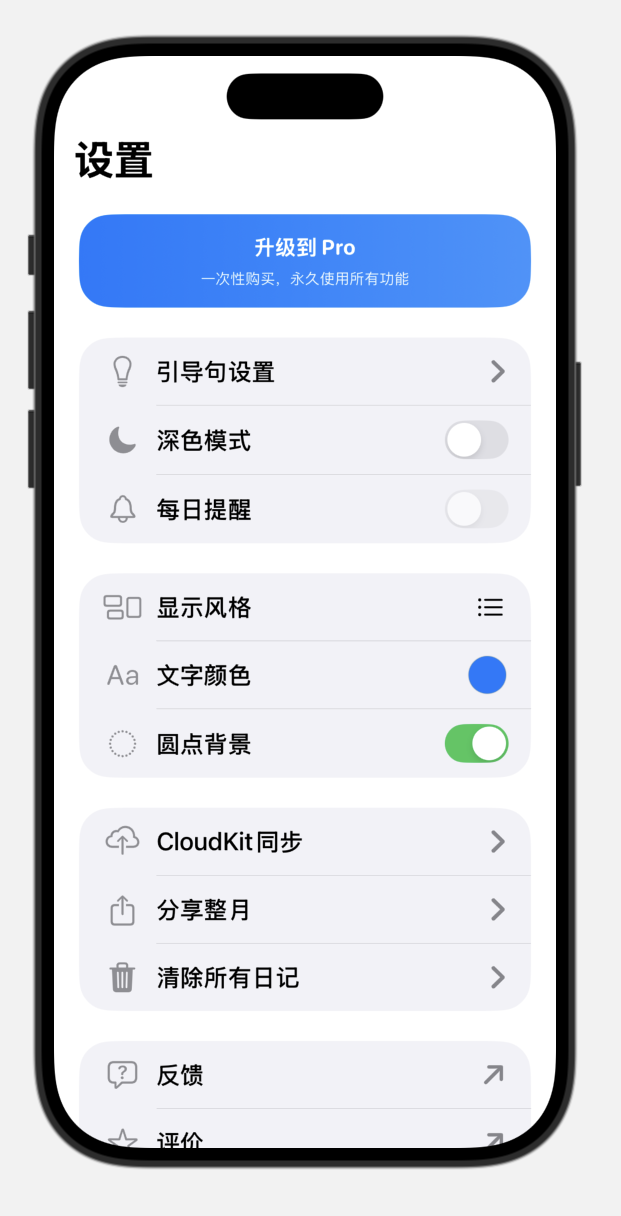 设置
升级到 Pro
一次性购买，永久使用所有功能
引导句设置
深色模式
每日提醒
显示风格
Aa 文字颜色
圆点背景
CloudKit同步
分享整月
清除所有日记
反馈
评价